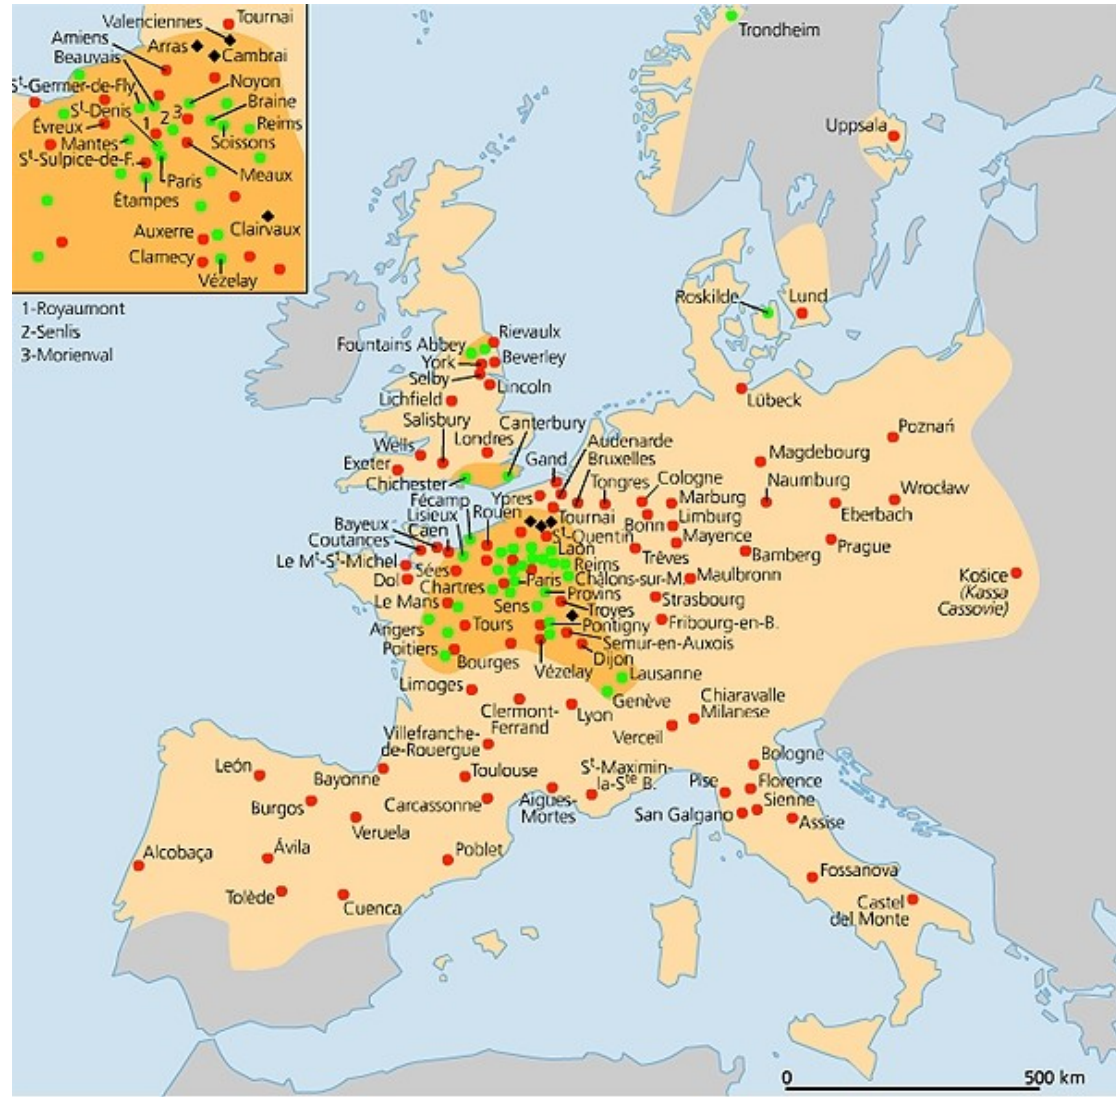 Valenciennes
Tournai
Amiens
Arras
Beauvais
Cambrai
Sᵗ-Germer-de-Fly
Noyon
Sᵗ-Denis
Braine
1
2
3
Évreux
Reims
Mantes
Soissons
Sᵗ-Sulpice-de-F.
Paris
Meaux
Étampes
Auxerre
Clairvaux
Clamecy
Vézelay
1-Royaumont
2-Senlis
3-Morienval
Trondheim
Uppsala
Roskilde
Lund
Rievaulx
Fountains Abbey
York
Beverley
Selby
Lincoln
Lichfield
Lübeck
Salisbury
Canterbury
Poznań
Wells
Londres
Audenarde
Gand
Bruxelles
Magdebourg
Exeter
Chichester
Tongres
Cologne
Naumburg
Fécamp
Ypres
Marburg
Wrocław
Lisieux
Rouen
Tournai
Bonn
Limburg
Eberbach
Bayeux
Caen
Sᵗ-Quentin
Mayence
Coutances
Laon
Trêves
Bamberg
Prague
Le Mᵗ-Sᵗ-Michel
Reims
Dol
Sées
Paris
Châlons-sur-M.
Maulbronn
Košice
(Kassa
Cassovie)
Chartres
Provins
Le Mans
Sens
Troyes
Strasbourg
Angers
Tours
Pontigny
Fribourg-en-B.
Poitiers
Semur-en-Auxois
Bourges
Dijon
Vézelay
Lausanne
Limoges
Genève
Clermont-
Ferrand
Lyon
Chiaravalle
Milanese
Verceil
Villefranche-
de-Rouergue
Bologne
León
Bayonne
Toulouse
Sᵗ-Maximin-
la-Sᵗᵉ B.
Pise
Florence
Burgos
Carcassonne
Aigues-
Mortes
Sienne
San Galgano
Assise
Veruela
Alcobaça
Ávila
Poblet
Fossanova
Tolède
Cuenca
Castel
del Monte
0
500 km